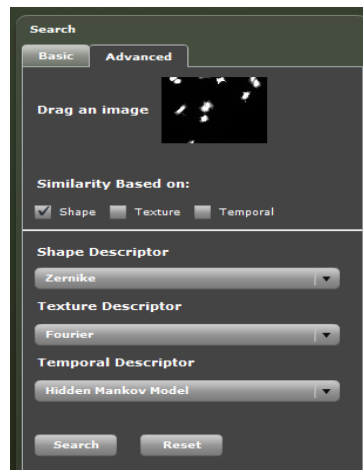 Search
Basic Advanced
Drag an image
Similarity Based on:
Shape Texture Temporal
Shape Descriptor
Zernike
Texture Descriptor
Fourier
Temporal Descriptor
Hidden Mankov Model
Search Reset